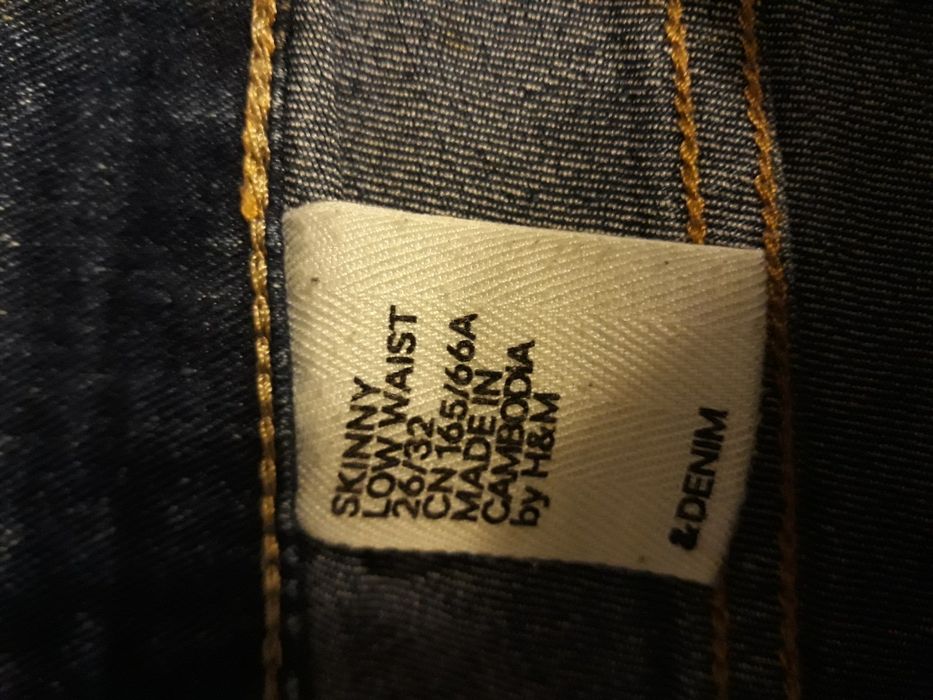 SKINNY
LOW WAIST
26/32
CN 165/66A
MADE IN
CAMBODIA
by H&M
&DENIM